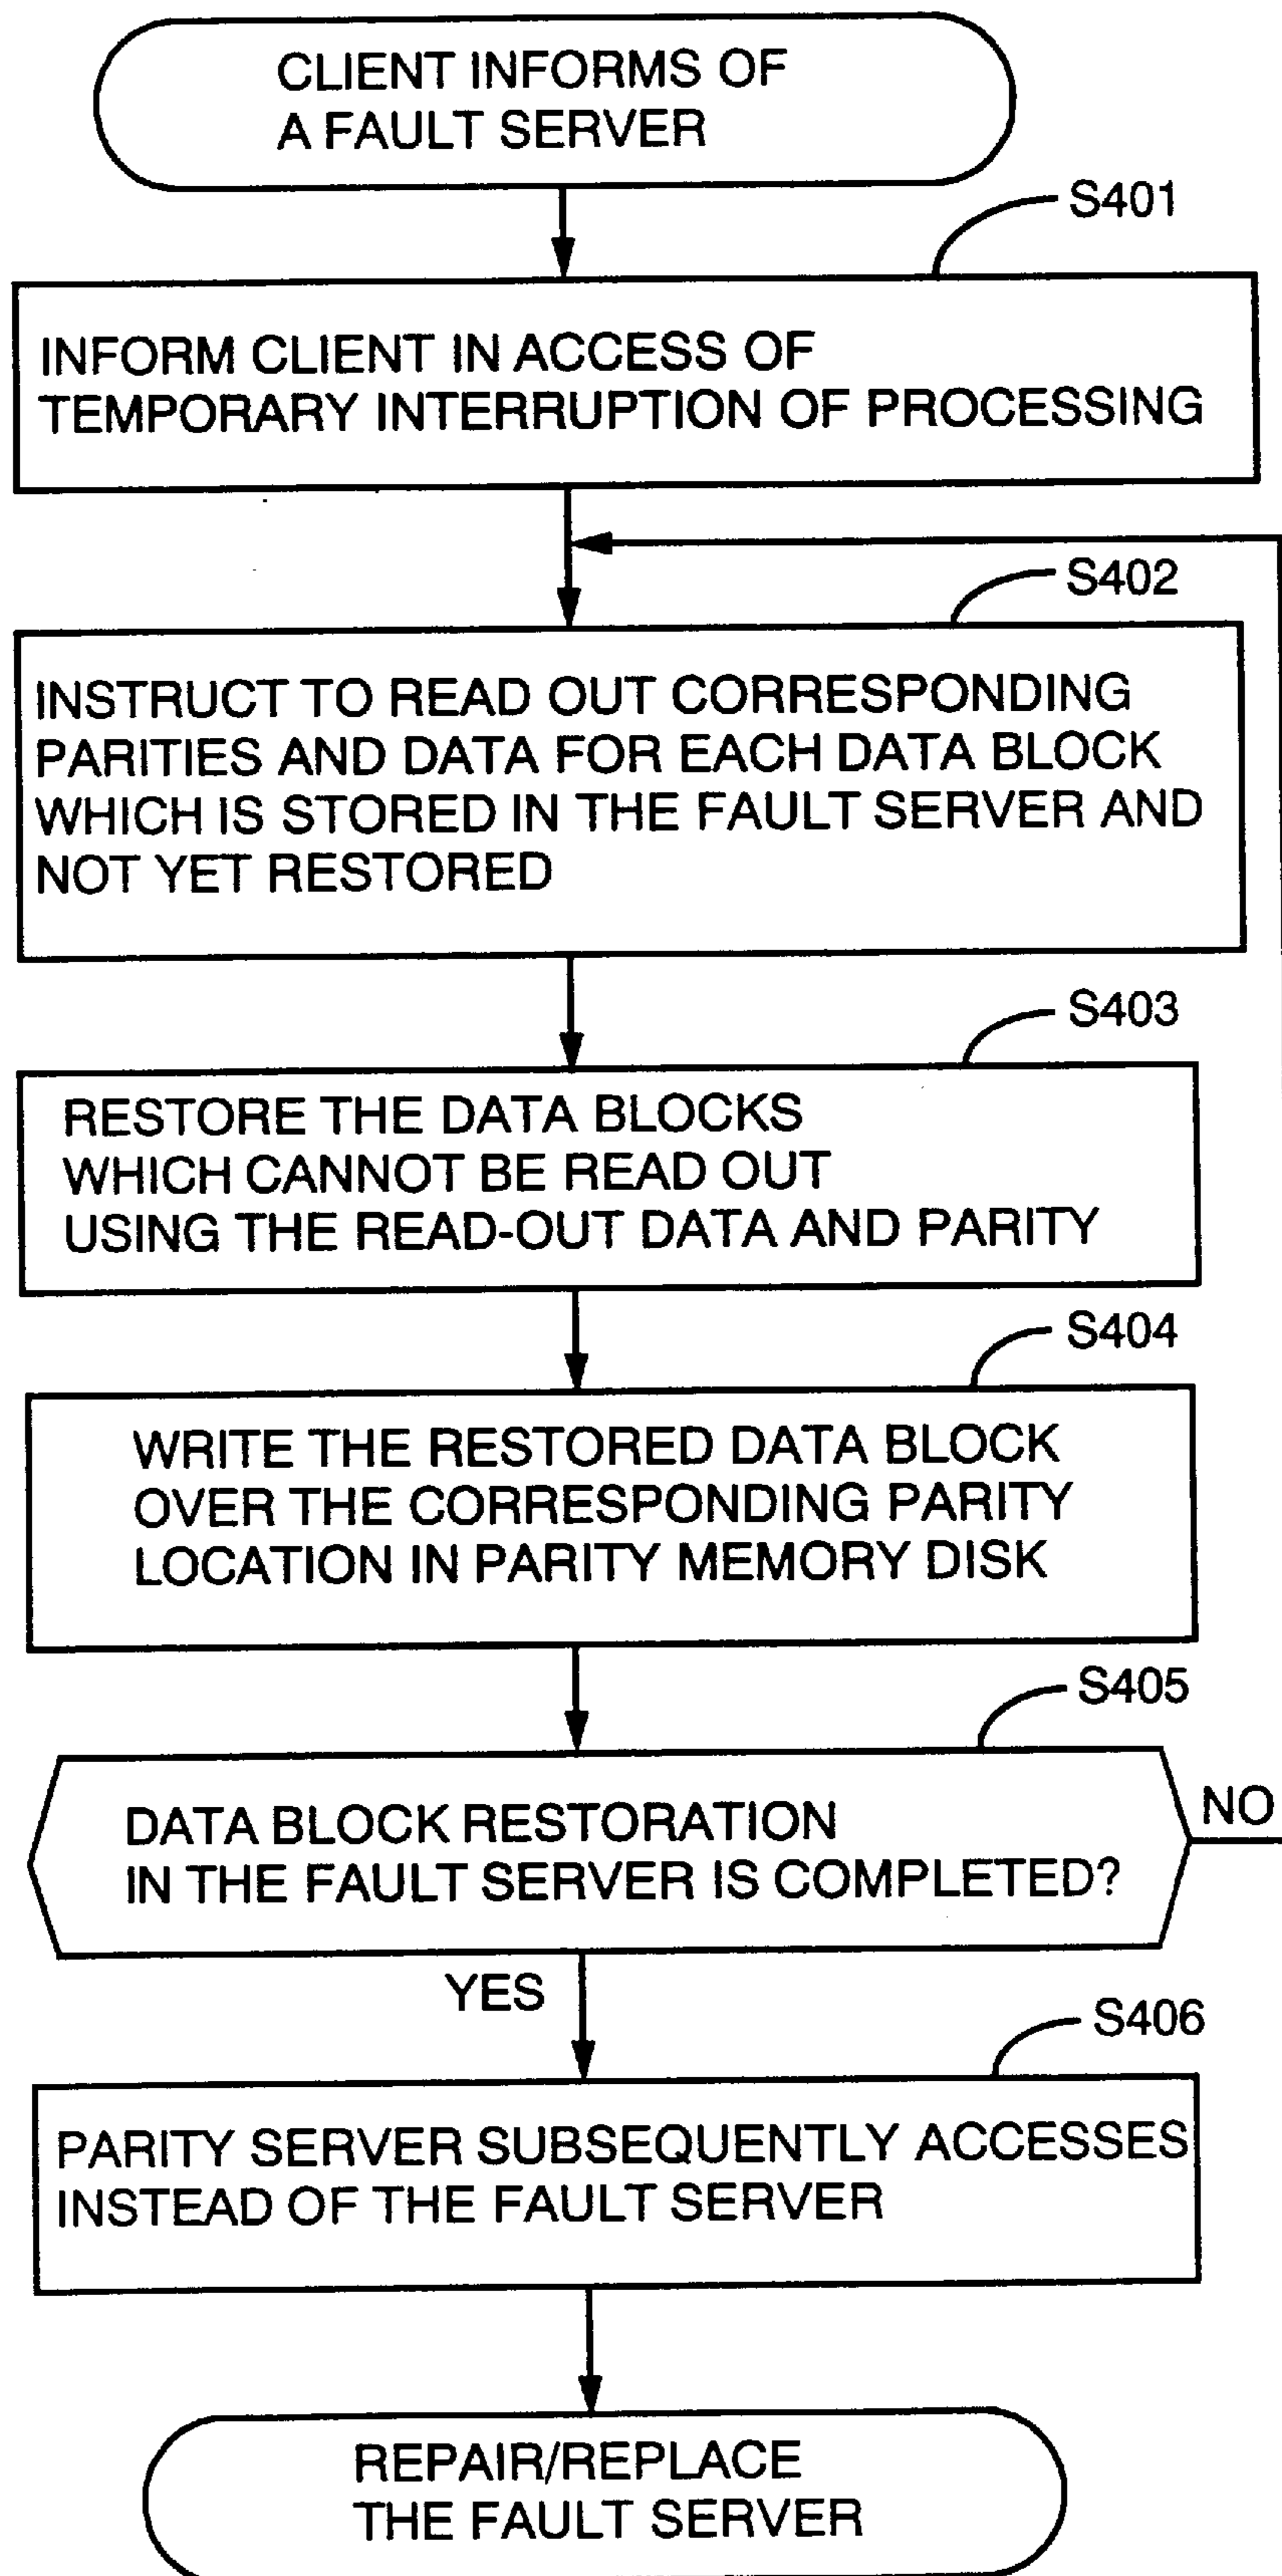 CLIENT INFORMS OF
A FAULT SERVER
S401
INFORM CLIENT IN ACCESS OF
TEMPORARY INTERRUPTION OF PROCESSING
S402
INSTRUCT TO READ OUT CORRESPONDING
PARITIES AND DATA FOR EACH DATA BLOCK
WHICH IS STORED IN THE FAULT SERVER AND
NOT YET RESTORED
S403
RESTORE THE DATA BLOCKS
WHICH CANNOT BE READ OUT
USING THE READ-OUT DATA AND PARITY
S404
WRITE THE RESTORED DATA BLOCK
OVER THE CORRESPONDING PARITY
LOCATION IN PARITY MEMORY DISK
S405
DATA BLOCK RESTORATION
IN THE FAULT SERVER IS COMPLETED?
NO
YES
S406
PARITY SERVER SUBSEQUENTLY ACCESSES
INSTEAD OF THE FAULT SERVER
REPAIR/REPLACE
THE FAULT SERVER